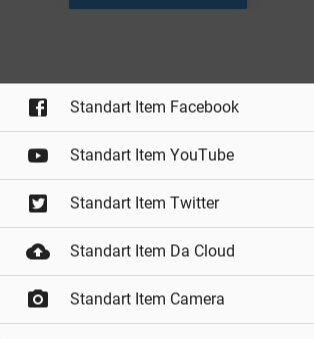 Standart Item Facebook
Standart Item YouTube
Standart Item Twitter
Standart Item Da Cloud
Standart Item Camera